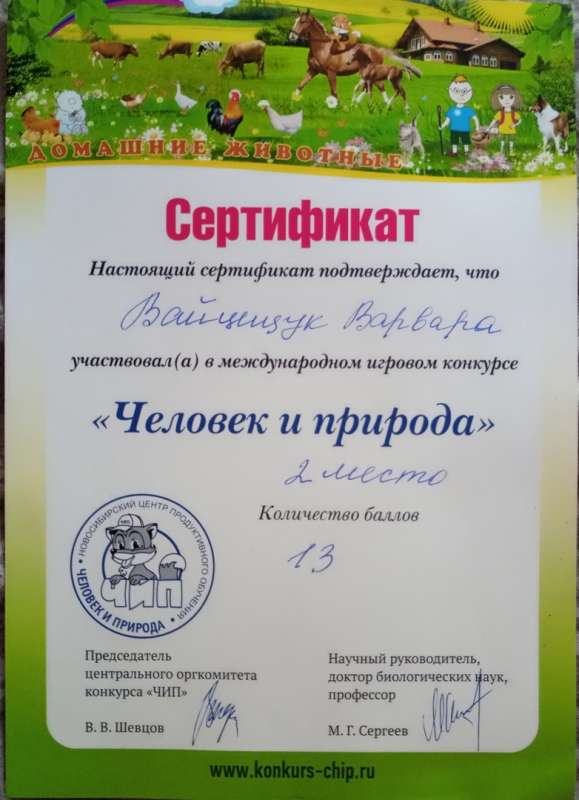 ДОМАШНИЕ ЖИВОТНЫЕ
Сертификат
Настоящий сертификат подтверждает, что
Войцищук Варвара
участвовал(а) в международном игровом конкурсе
«Человек и природа»
2 место
Количество баллов
13
НОВОСИБИРСКИЙ ЦЕНТР ПРОДУКТИВНОГО ОБУЧЕНИЯ
ЧИП
ЧЕЛОВЕК И ПРИРОДА
Председатель
центрального оргкомитета
конкурса «ЧИП»
В. В. Шевцов
Научный руководитель,
доктор биологических наук,
профессор
М. Г. Сергеев
www.konkurs-chip.ru